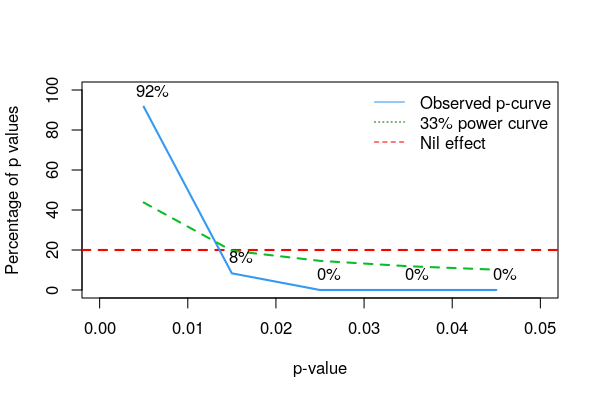 Percentage of p values
100
80
60
40
20
0
92%
8%
0%
0%
0%
Observed p-curve
33% power curve
Nil effect
0.00 0.01 0.02 0.03 0.04 0.05
p-value